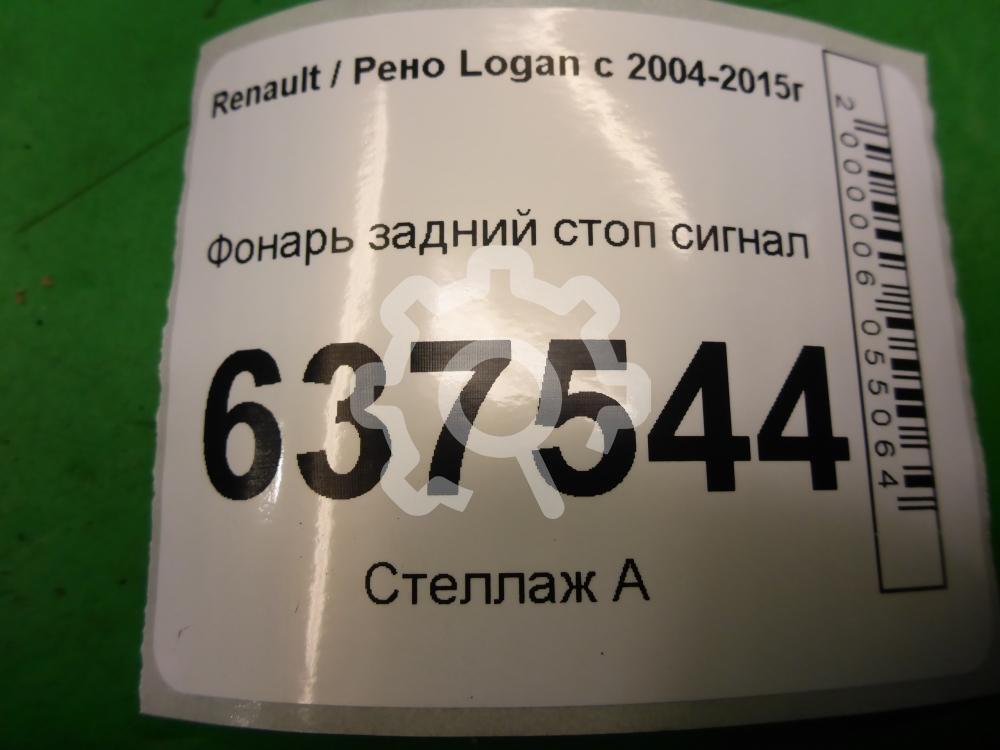 Renault / Рено Logan с 2004-2015г
Фонарь задний стоп сигнал
637544
Стеллаж А
2000006055064